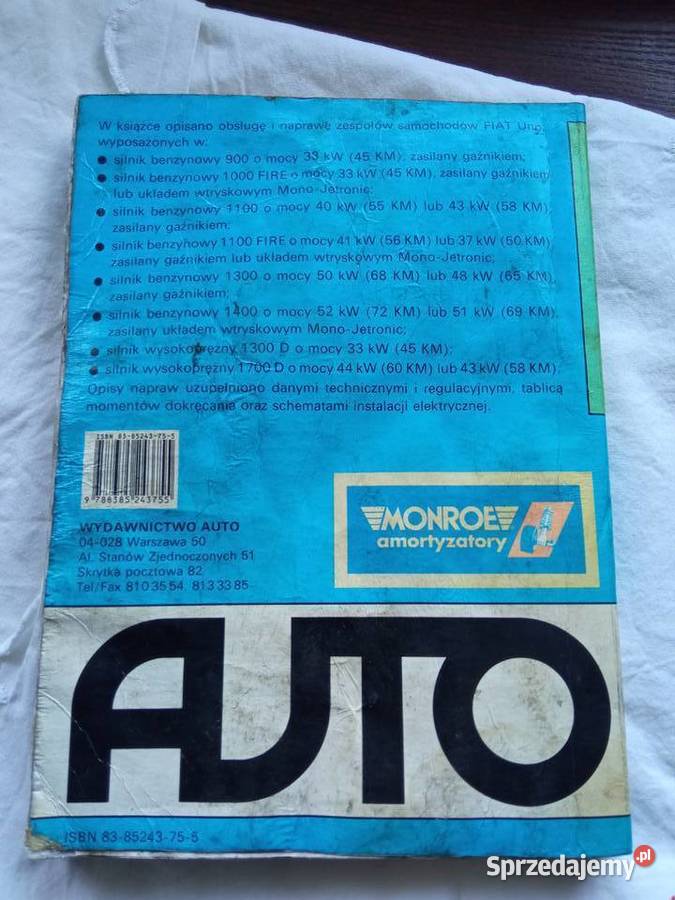 W książce opisano obsługę i naprawę zespołów samochodów FIAT Uno,
wyposażonych w:
• silnik benzynowy 900 o mocy 33 kW (45 KM), zasilany gaźnikiem;
• silnik benzynowy 1000 FIRE o mocy 33 kW (45 KM), zasilany gaźnikiem
lub układem wtryskowym Mono-Jetronic;
• silnik benzynowy 1100 o mocy 40 kW (55 KM) lub 43 kW (58 KM),
zasilany gaźnikiem;
• silnik benzynowy 1100 FIRE o mocy 41 kW (56 KM) lub 37 kW (50 KM),
zasilany gaźnikiem lub układem wtryskowym Mono-Jetronic;
• silnik benzynowy 1300 o mocy 50 kW (68 KM) lub 48 kW (65 KM),
zasilany gaźnikiem;
• silnik benzynowy 1400 o mocy 52 kW (72 KM) lub 51 kW (69 KM),
zasilany układem wtryskowym Mono-Jetronic;
• silnik wysokoprężny 1300 D o mocy 33 kW (45 KM);
• silnik wysokoprężny 1700 D o mocy 44 kW (60 KM) lub 43 kW (58 KM).
Opisy napraw uzupełniono danymi technicznymi i regulacyjnymi, tablicą
momentów dokręcania oraz schematami instalacji elektrycznej.
ISBN 83-85243-75-5
9 788385 243755
WYDAWNICTWO AUTO
04-028 Warszawa 50
Al. Stanów Zjednoczonych 51
Skrytka pocztowa 82
Tel/Fax 810 35 54, 813 33 85
MONROE
amortyzatory
AUTO
ISBN 83-85243-75-5
Sprzedajemy.pl